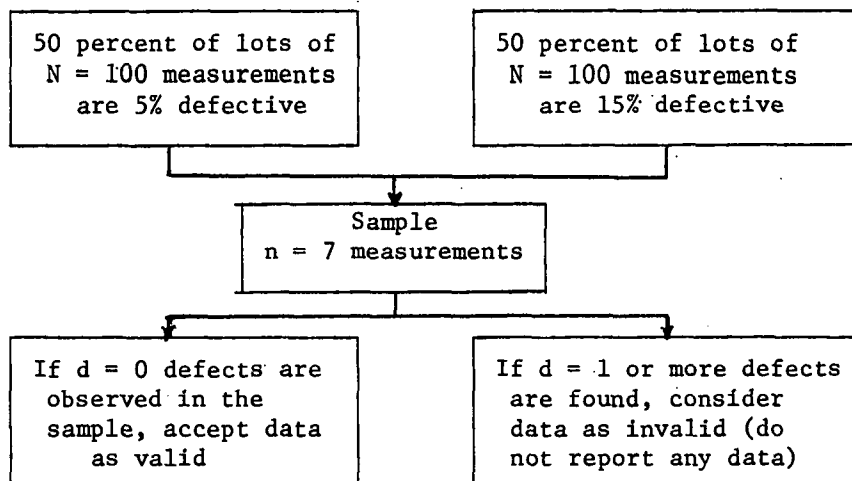 50 percent of lots of
N = 100 measurements
are 5% defective
50 percent of lots of
N = 100 measurements
are 15% defective
Sample
n = 7 measurements
If d = 0 defects are
observed in the
sample, accept data
as valid
If d = 1 or more defects
are found, consider
data as invalid (do
not report any data)